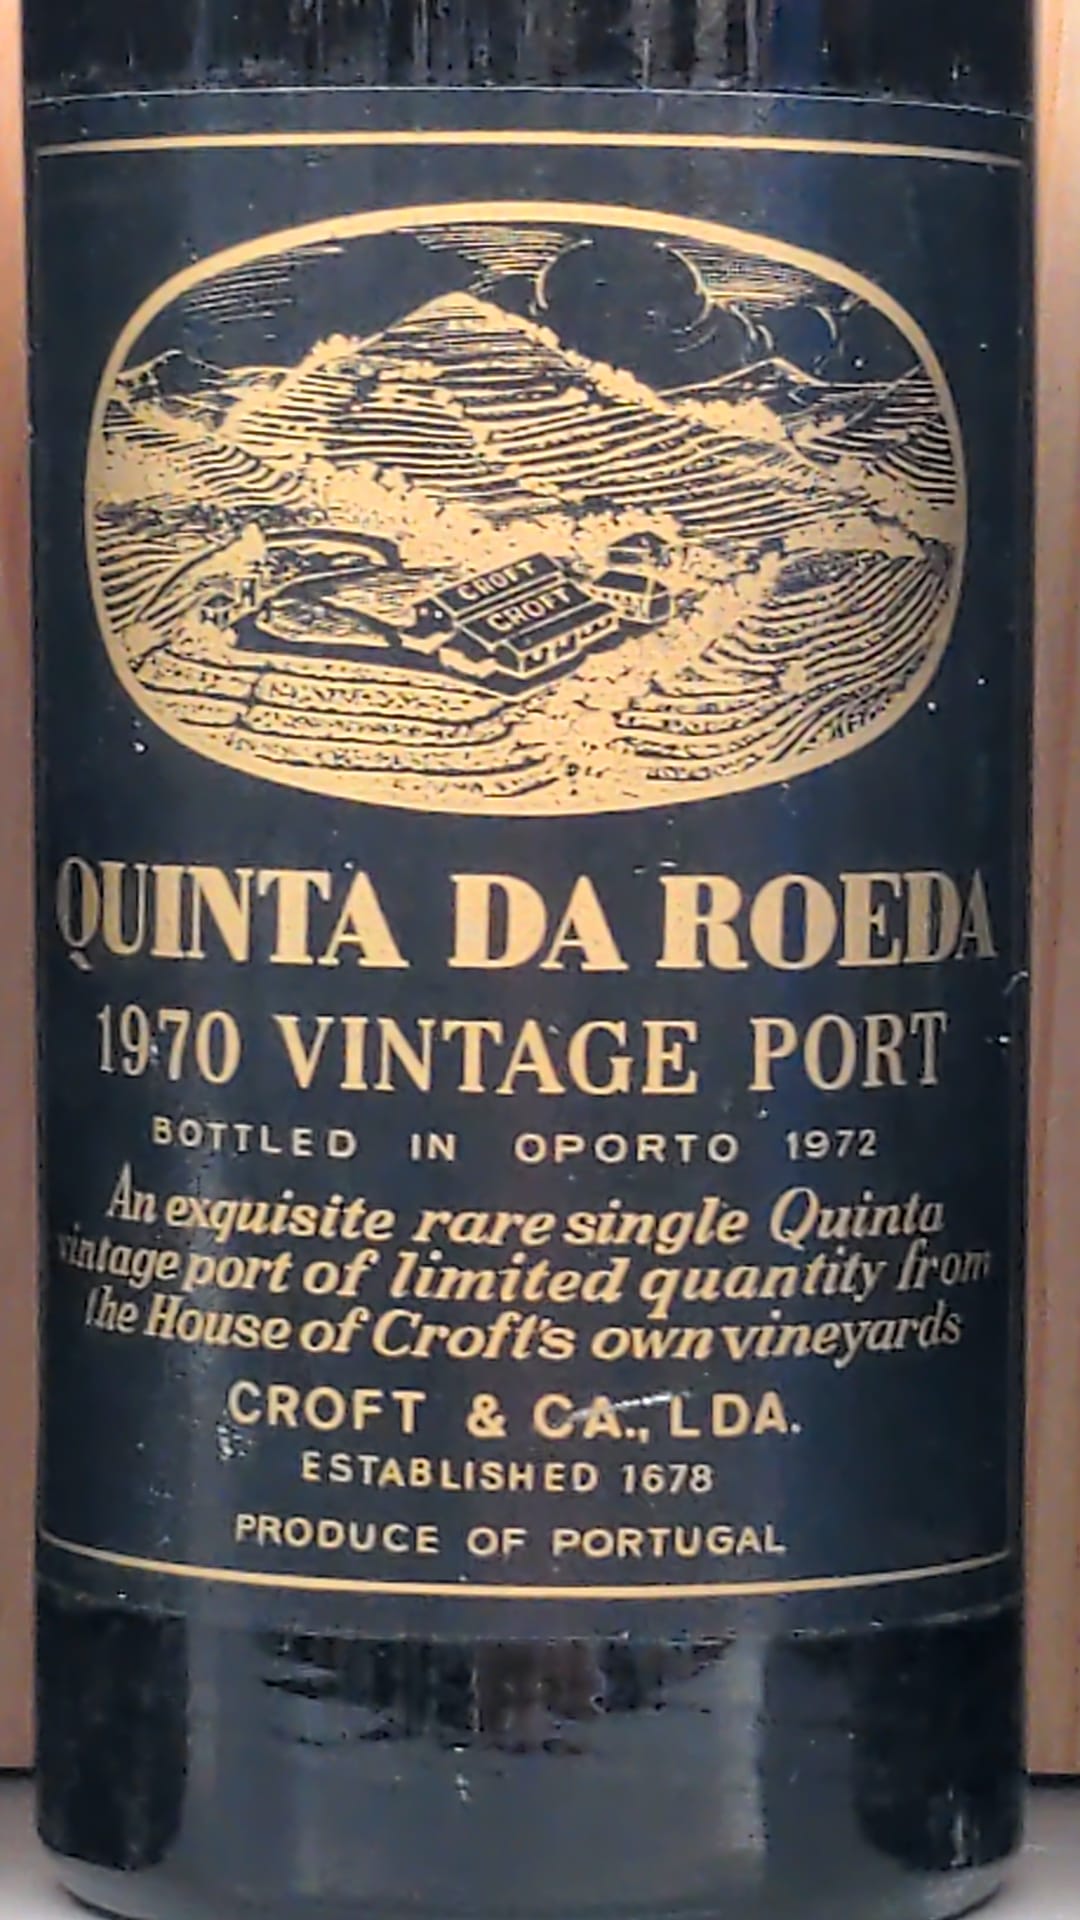 CROFT
CROFT
QUINTA DA ROEDA
1970 VINTAGE PORT
BOTTLED IN OPORTO 1972
An exquisite rare single Quinta
vintage port of limited quantity from
the House of Croft's own vineyards
CROFT & CA., LDA.
ESTABLISHED 1678
PRODUCE OF PORTUGAL